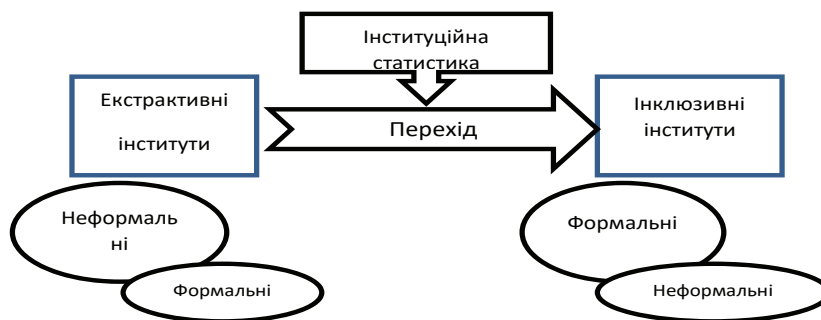 Інституційна
статистика
Екстрактивні
інститути
Перехід
Інклюзивні
інститути
Неформаль
ні
Формальні
Формальні
Неформальні